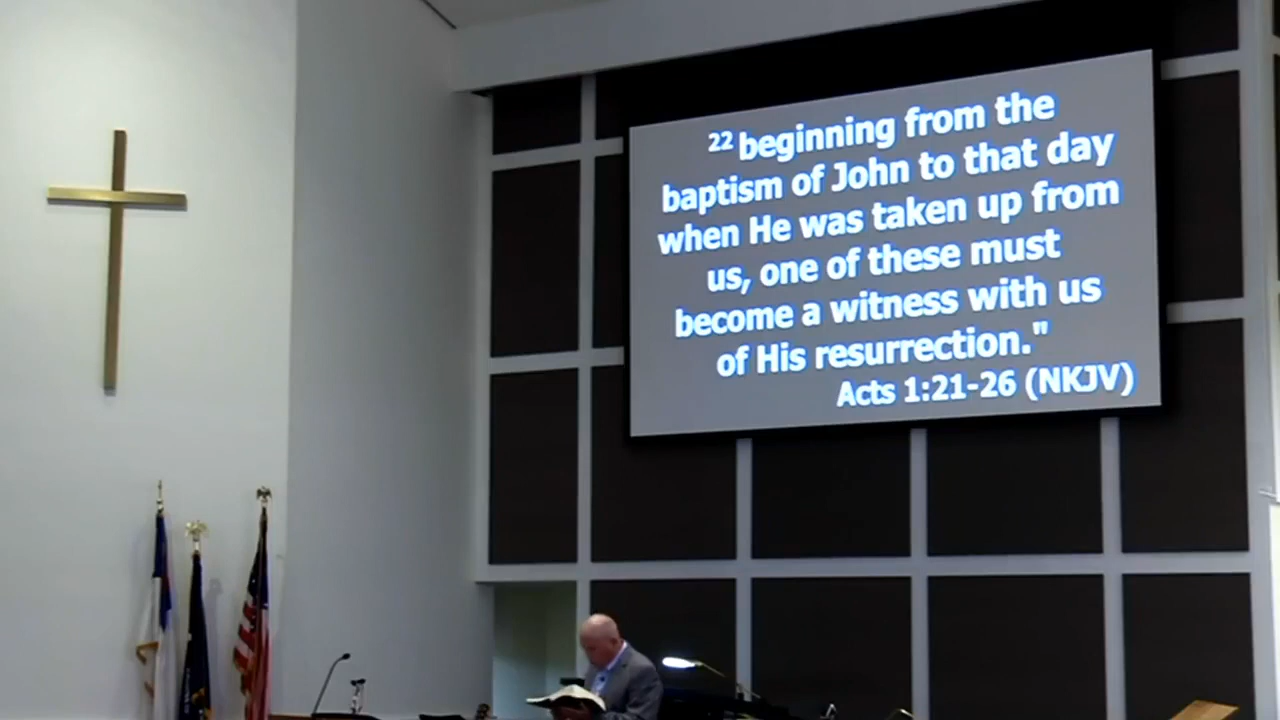 22 beginning from the
baptism of John to that day
when He was taken up from
us, one of these must
become a witness with us
of His resurrection."
Acts 1:21-26 (NKJV)